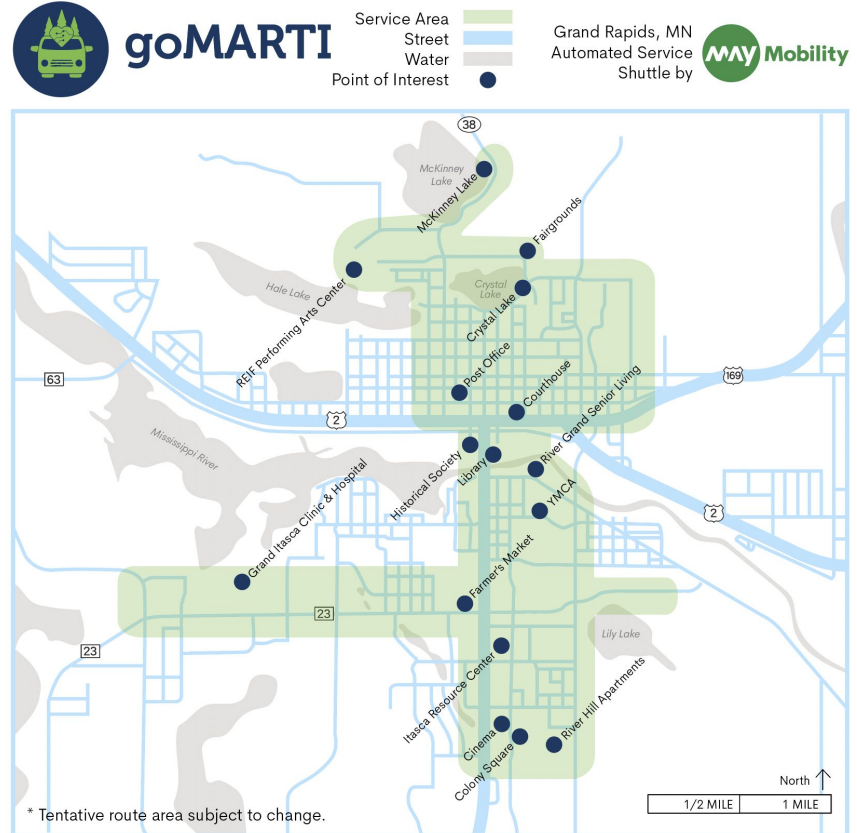 goMARTI
Service Area
Street
Water
Point of Interest
Grand Rapids, MN
Automated Service
Shuttle by
MAY Mobility
38
McKinney
Lake
McKinney Lake
Fairgrounds
REIF Performing Arts Center
Hale Lake
Crystal
Lake
Crystal Lake
Post Office
Courthouse
River Grand Senior Living
63
169
2
Mississippi River
Historical Society
Library
YMCA
2
Grand Itasca Clinic & Hospital
Farmer's Market
23
23
Lily Lake
Itasca Resource Center
River Hill Apartments
Cinema
Colony Square
North
1/2 MILE
1 MILE
* Tentative route area subject to change.